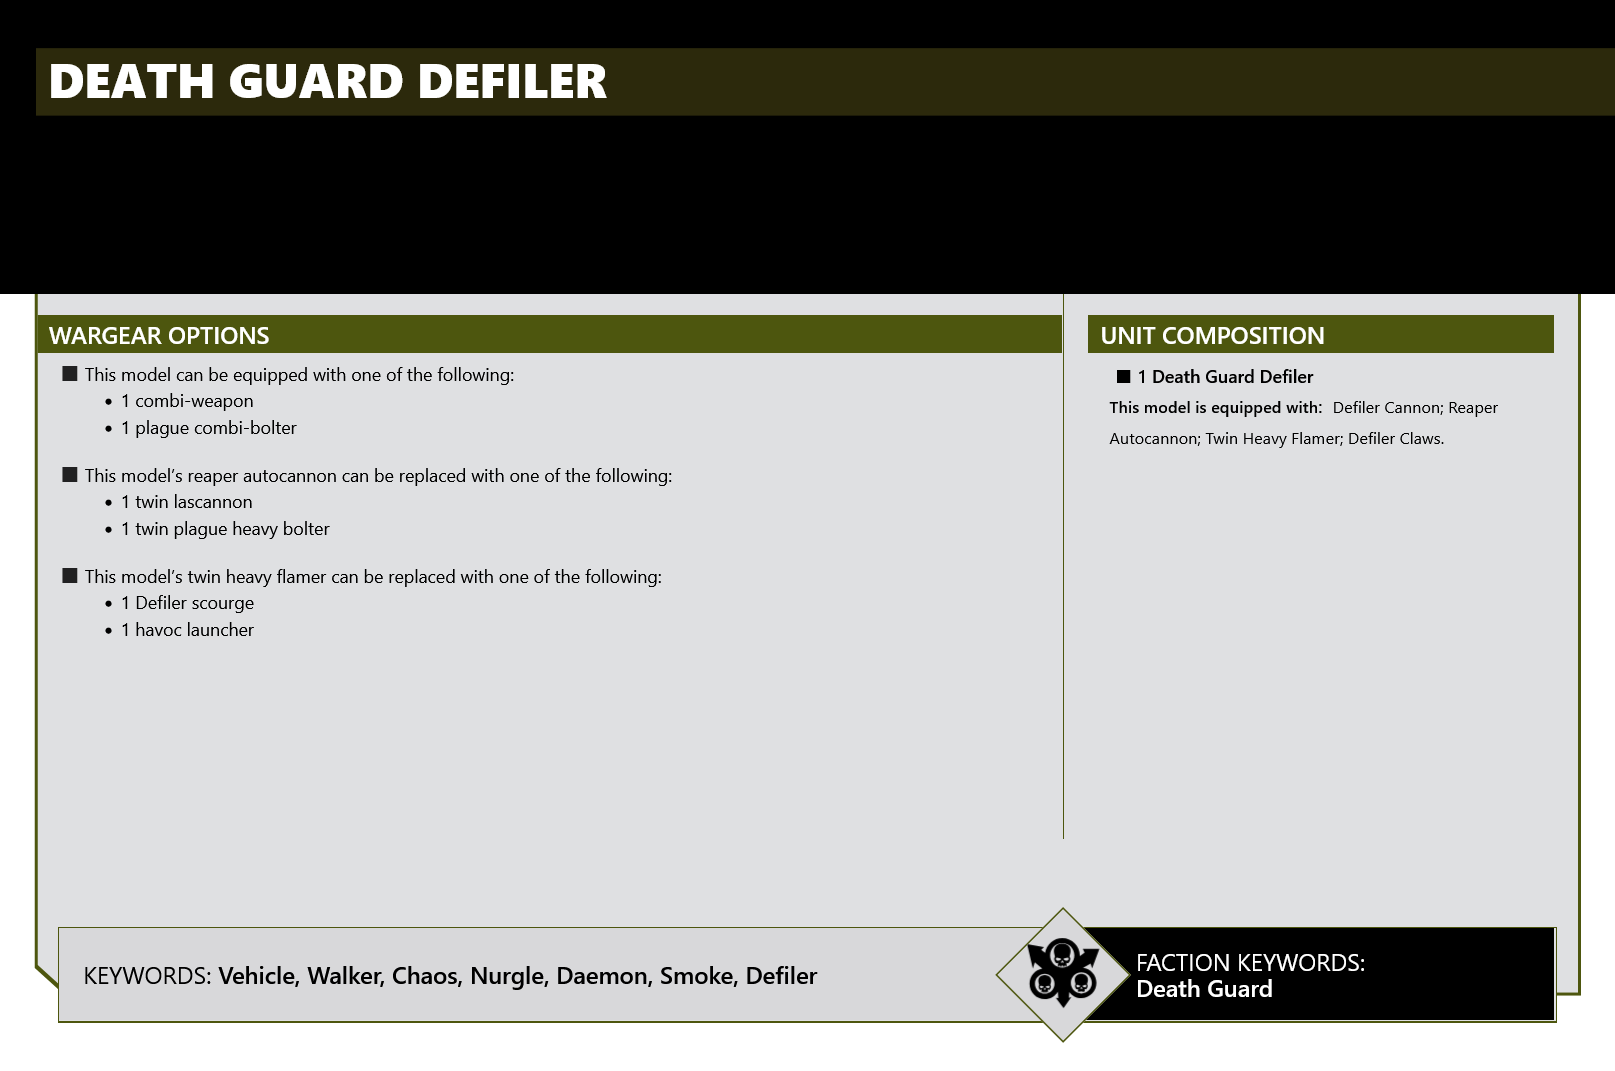 DEATH GUARD DEFILER
WARGEAR OPTIONS
This model can be equipped with one of the following:
1 combi-weapon
1 plague combi-bolter
This model's reaper autocannon can be replaced with one of the following:
1 twin lascannon
1 twin plague heavy bolter
This model's twin heavy flamer can be replaced with one of the following:
1 Defiler scourge
1 havoc launcher
UNIT COMPOSITION
1 Death Guard Defiler
This model is equipped with: Defiler Cannon; Reaper
Autocannon; Twin Heavy Flamer; Defiler Claws.
KEYWORDS: Vehicle, Walker, Chaos, Nurgle, Daemon, Smoke, Defiler
FACTION KEYWORDS:
Death Guard